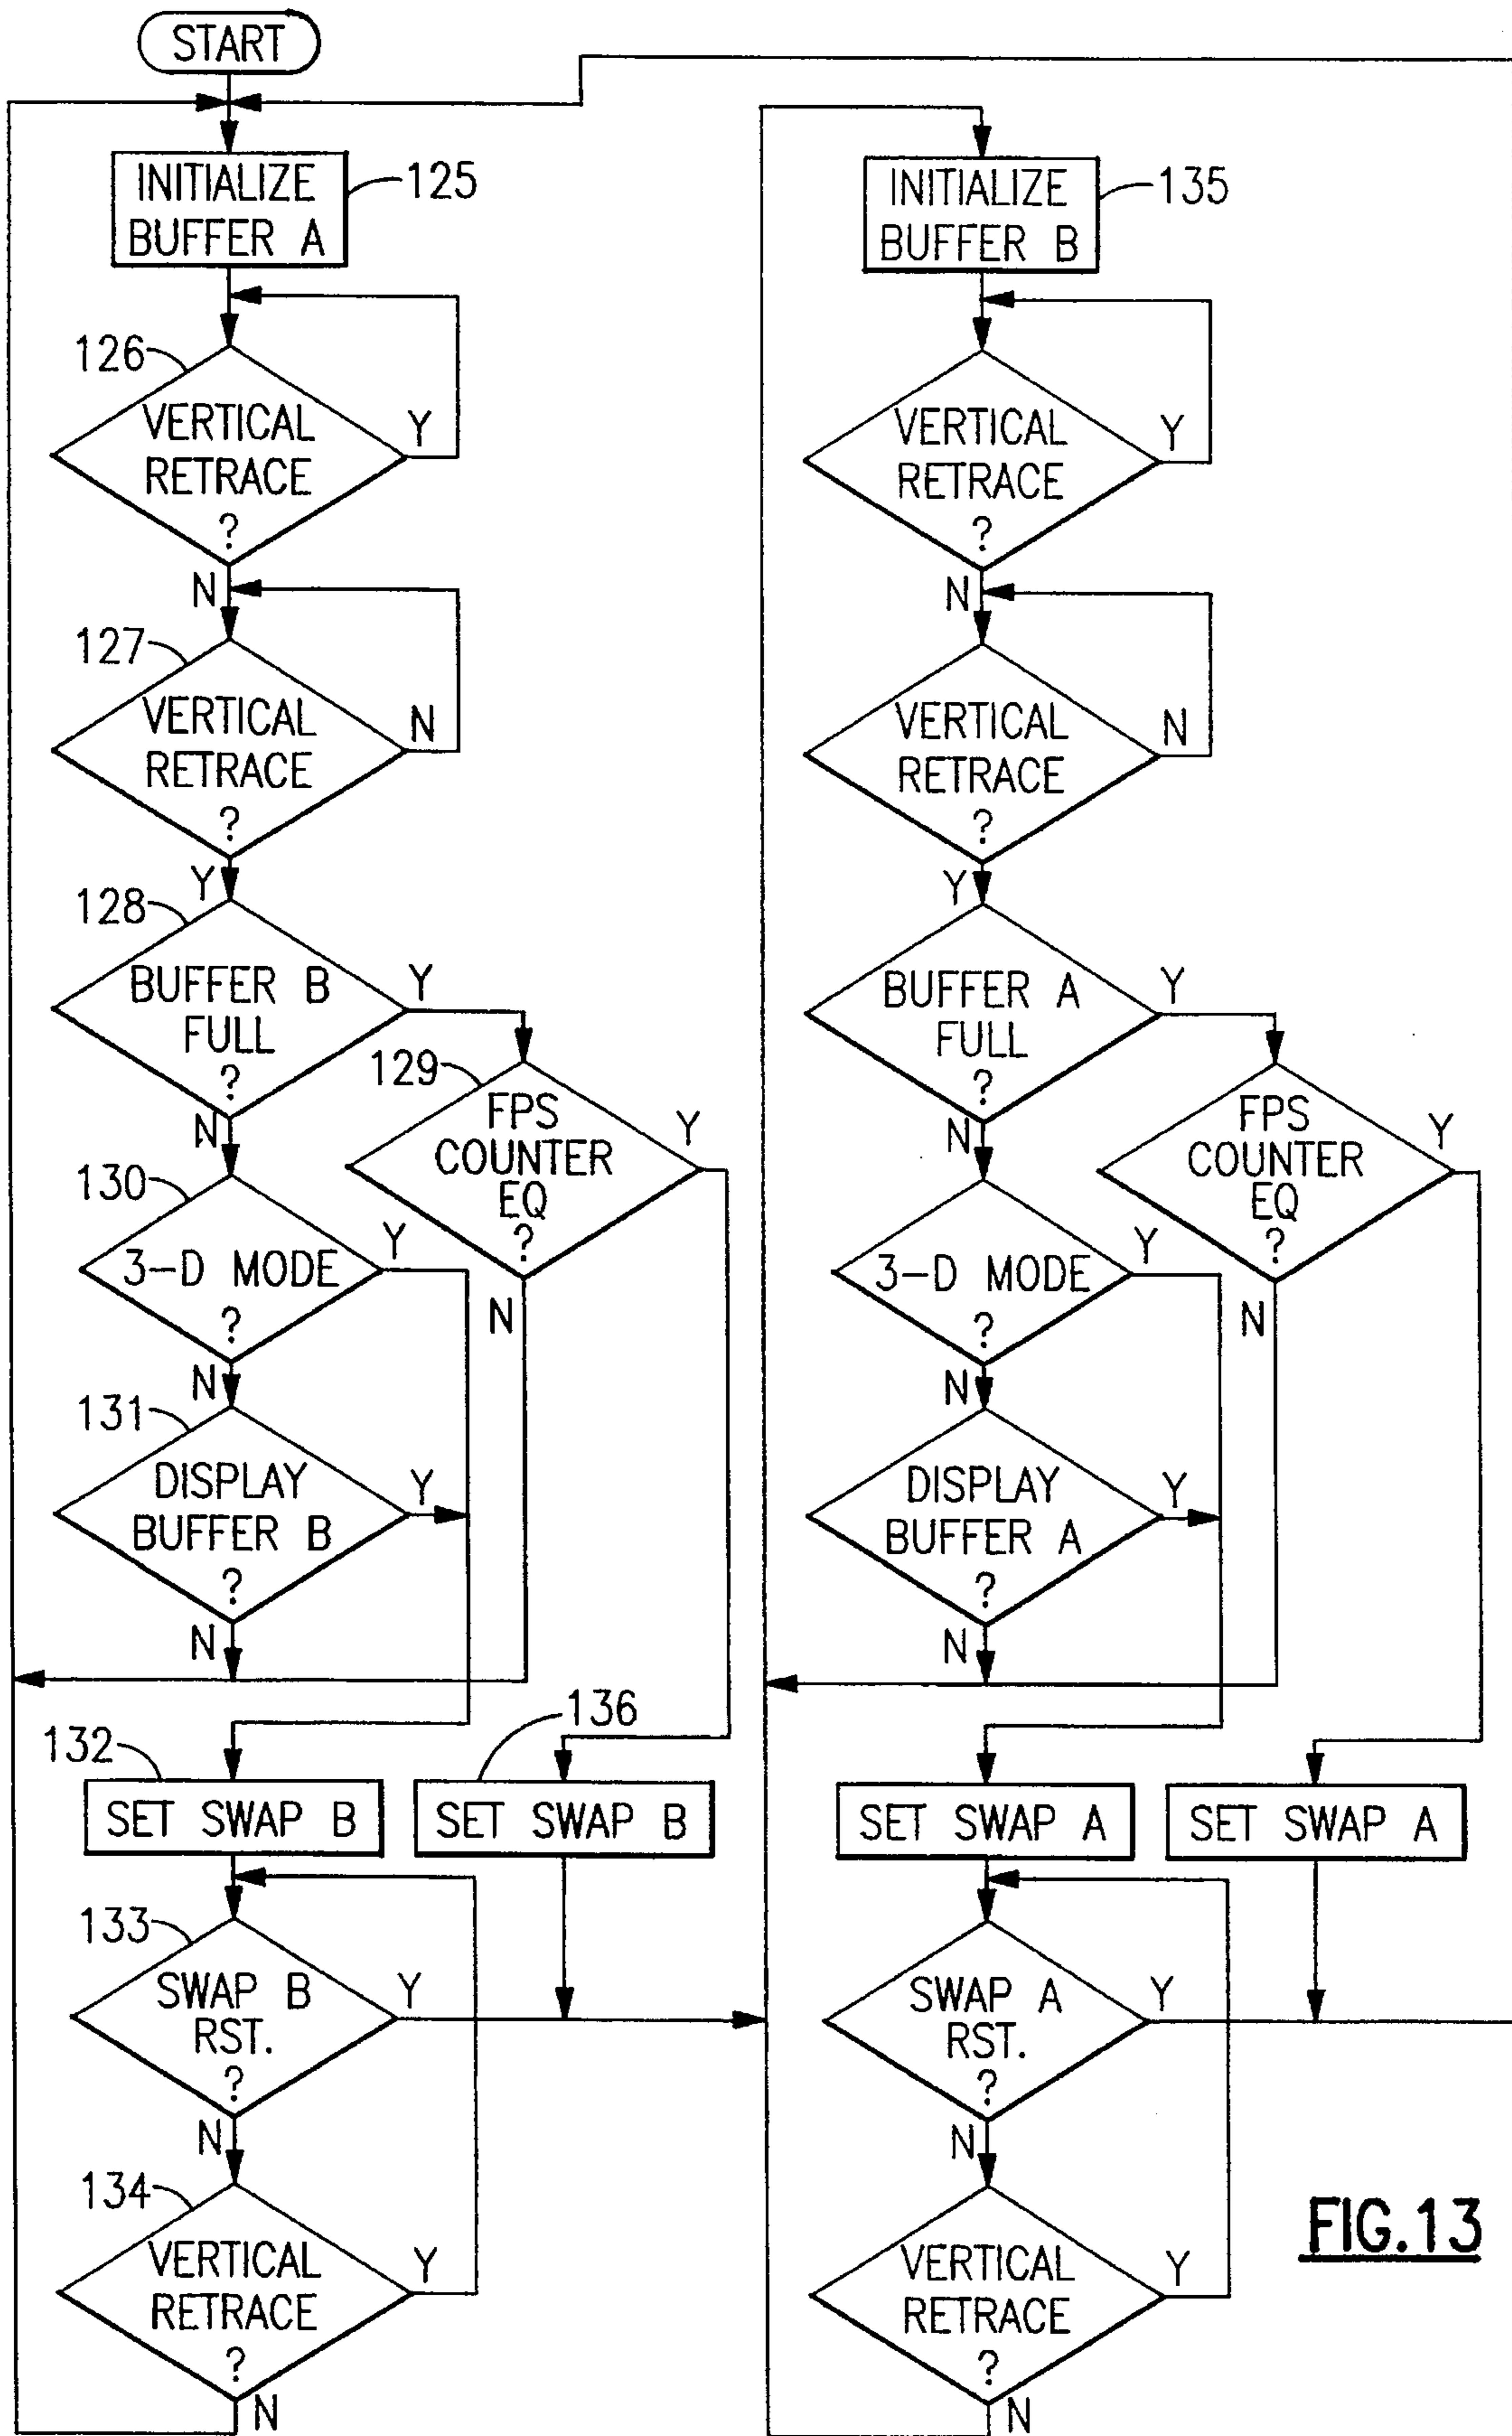 START
INITIALIZE
BUFFER A
125
126
VERTICAL
RETRACE
?
Y
N
127
VERTICAL
RETRACE
?
N
Y
128
BUFFER B
FULL
?
Y
N
129
FPS
COUNTER
EQ
?
Y
N
130
3-D MODE
?
Y
N
131
DISPLAY
BUFFER B
?
Y
N
132
SET SWAP B
136
SET SWAP B
133
SWAP B
RST.
?
Y
N
134
VERTICAL
RETRACE
?
Y
N
INITIALIZE
BUFFER B
135
VERTICAL
RETRACE
?
Y
N
VERTICAL
RETRACE
?
N
Y
BUFFER A
FULL
?
Y
N
FPS
COUNTER
EQ
?
Y
N
3-D MODE
?
Y
N
DISPLAY
BUFFER A
?
Y
N
SET SWAP A
SET SWAP A
SWAP A
RST.
?
Y
N
VERTICAL
RETRACE
?
Y
N
FIG.13